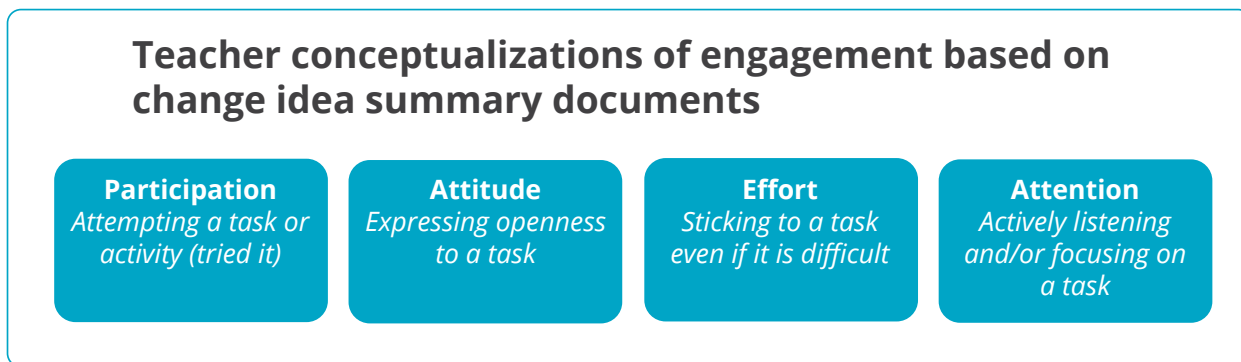 Teacher conceptualizations of engagement based on
change idea summary documents
Participation
Attempting a task or
activity (tried it)
Attitude
Expressing openness
to a task
Effort
Sticking to a task
even if it is difficult
Attention
Actively listening
and/or focusing on
a task